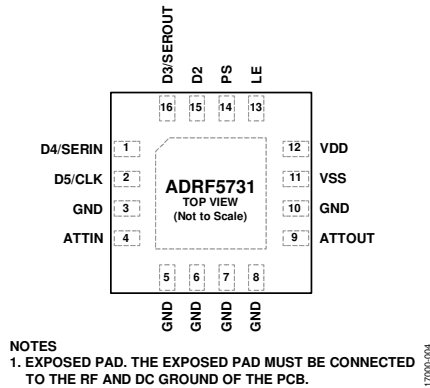 D3/SEROUT
D2
PS
LE
16
15
14
13
D4/SERIN 1
D5/CLK 2
GND 3
ATTIN 4
ADRF5731
TOP VIEW
(Not to Scale)
12 VDD
11 VSS
10 GND
9 ATTOUT
5
6
7
8
GND
GND
GND
GND
NOTES
1. EXPOSED PAD. THE EXPOSED PAD MUST BE CONNECTED
TO THE RF AND DC GROUND OF THE PCB.
17000-004